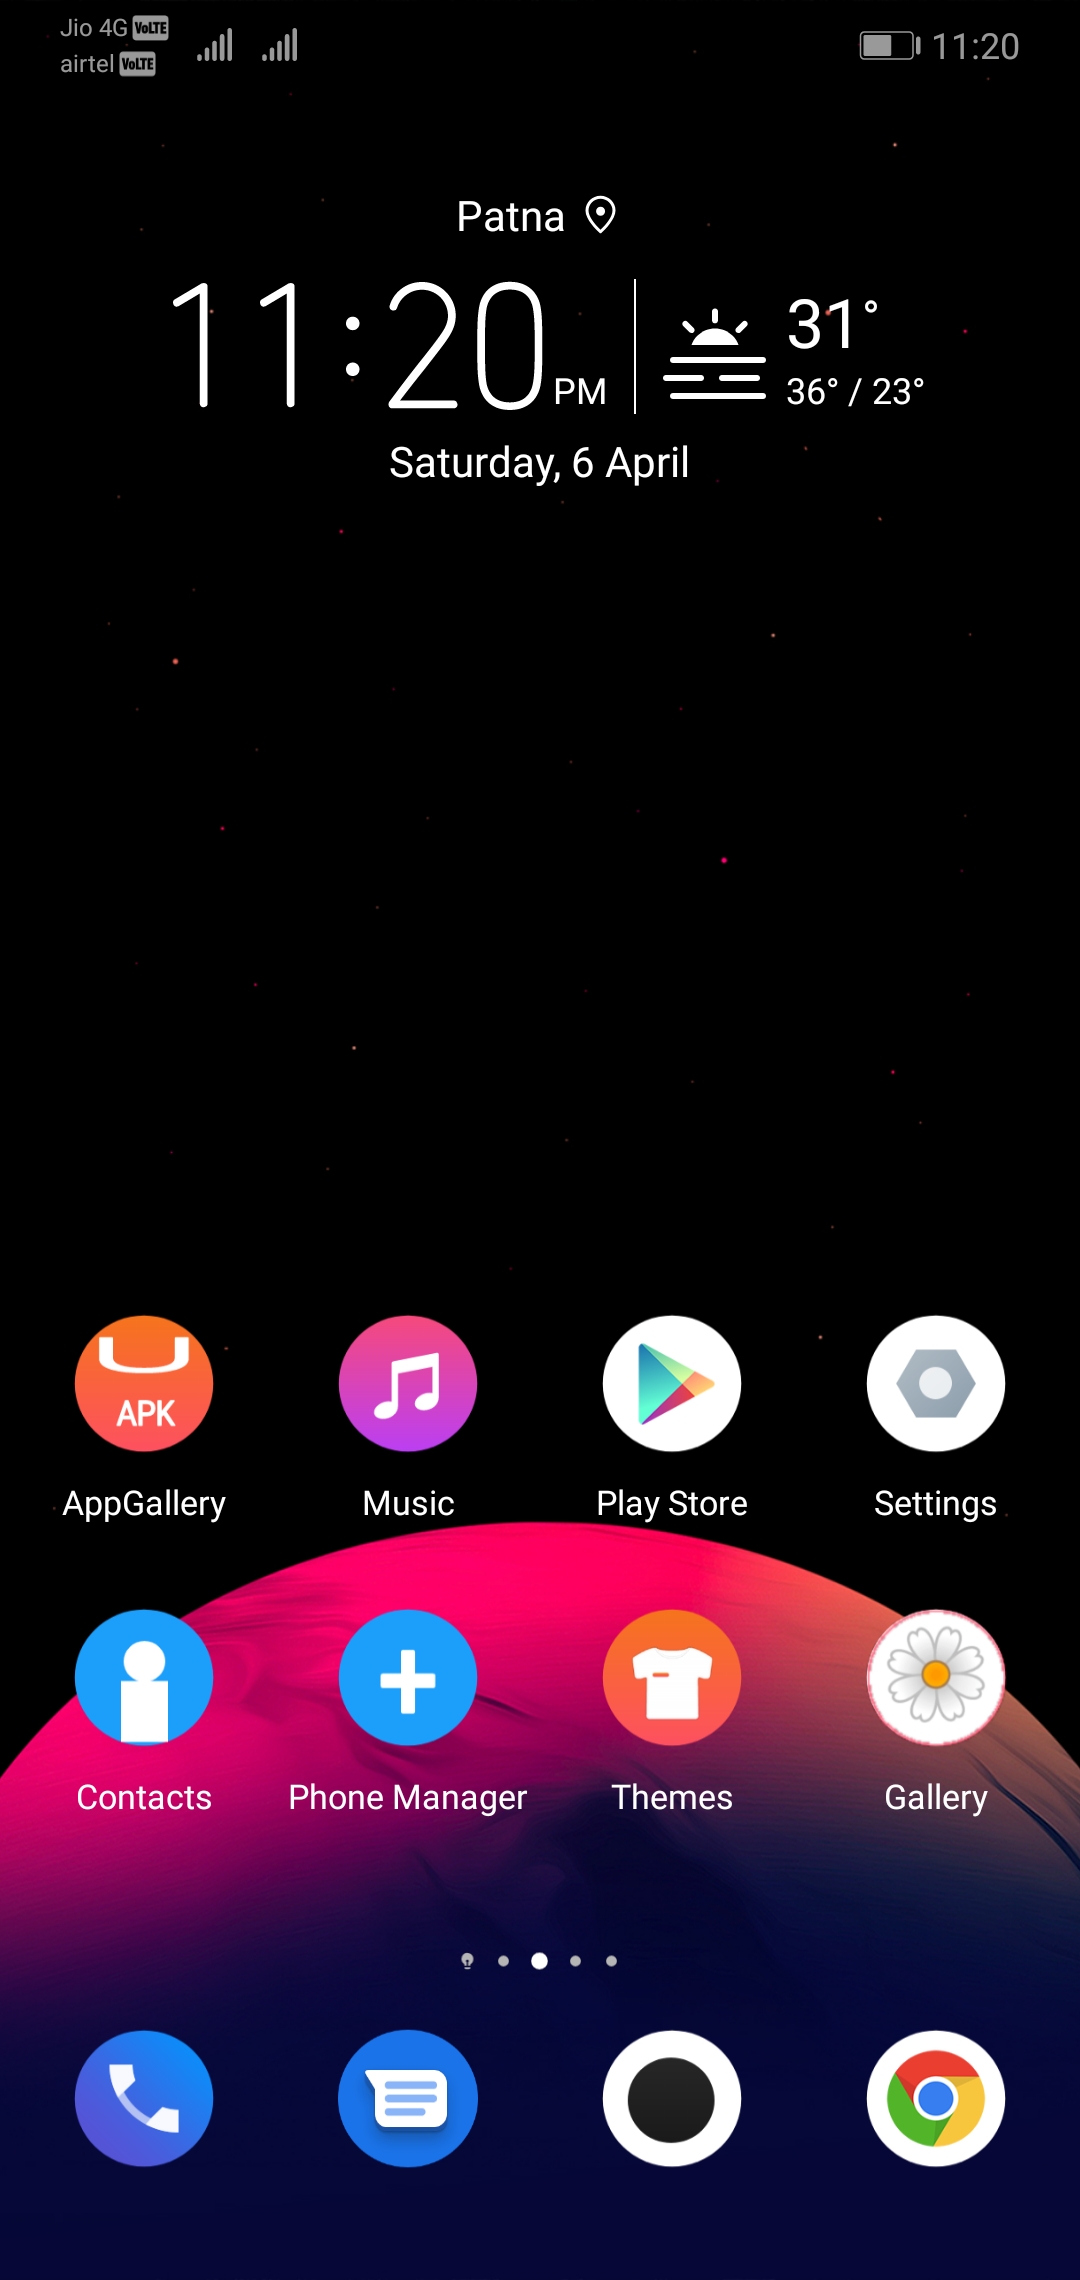 Jio 4G VoLTE
airtel VoLTE
11:20
Patna
11:20 PM
31°
36° / 23°
Saturday, 6 April
APK
AppGallery Music Play Store Settings
Contacts Phone Manager Themes Gallery